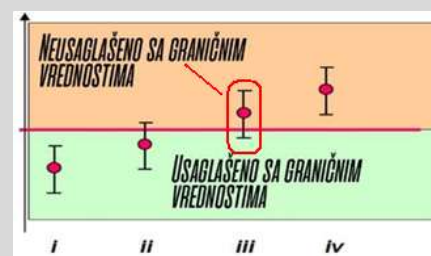 NEUSAGLAŠENO SA GRANIČNIM
VREDNOSTIMA
USAGLAŠENO SA GRANIČNIM
VREDNOSTIMA
i ii iii iv